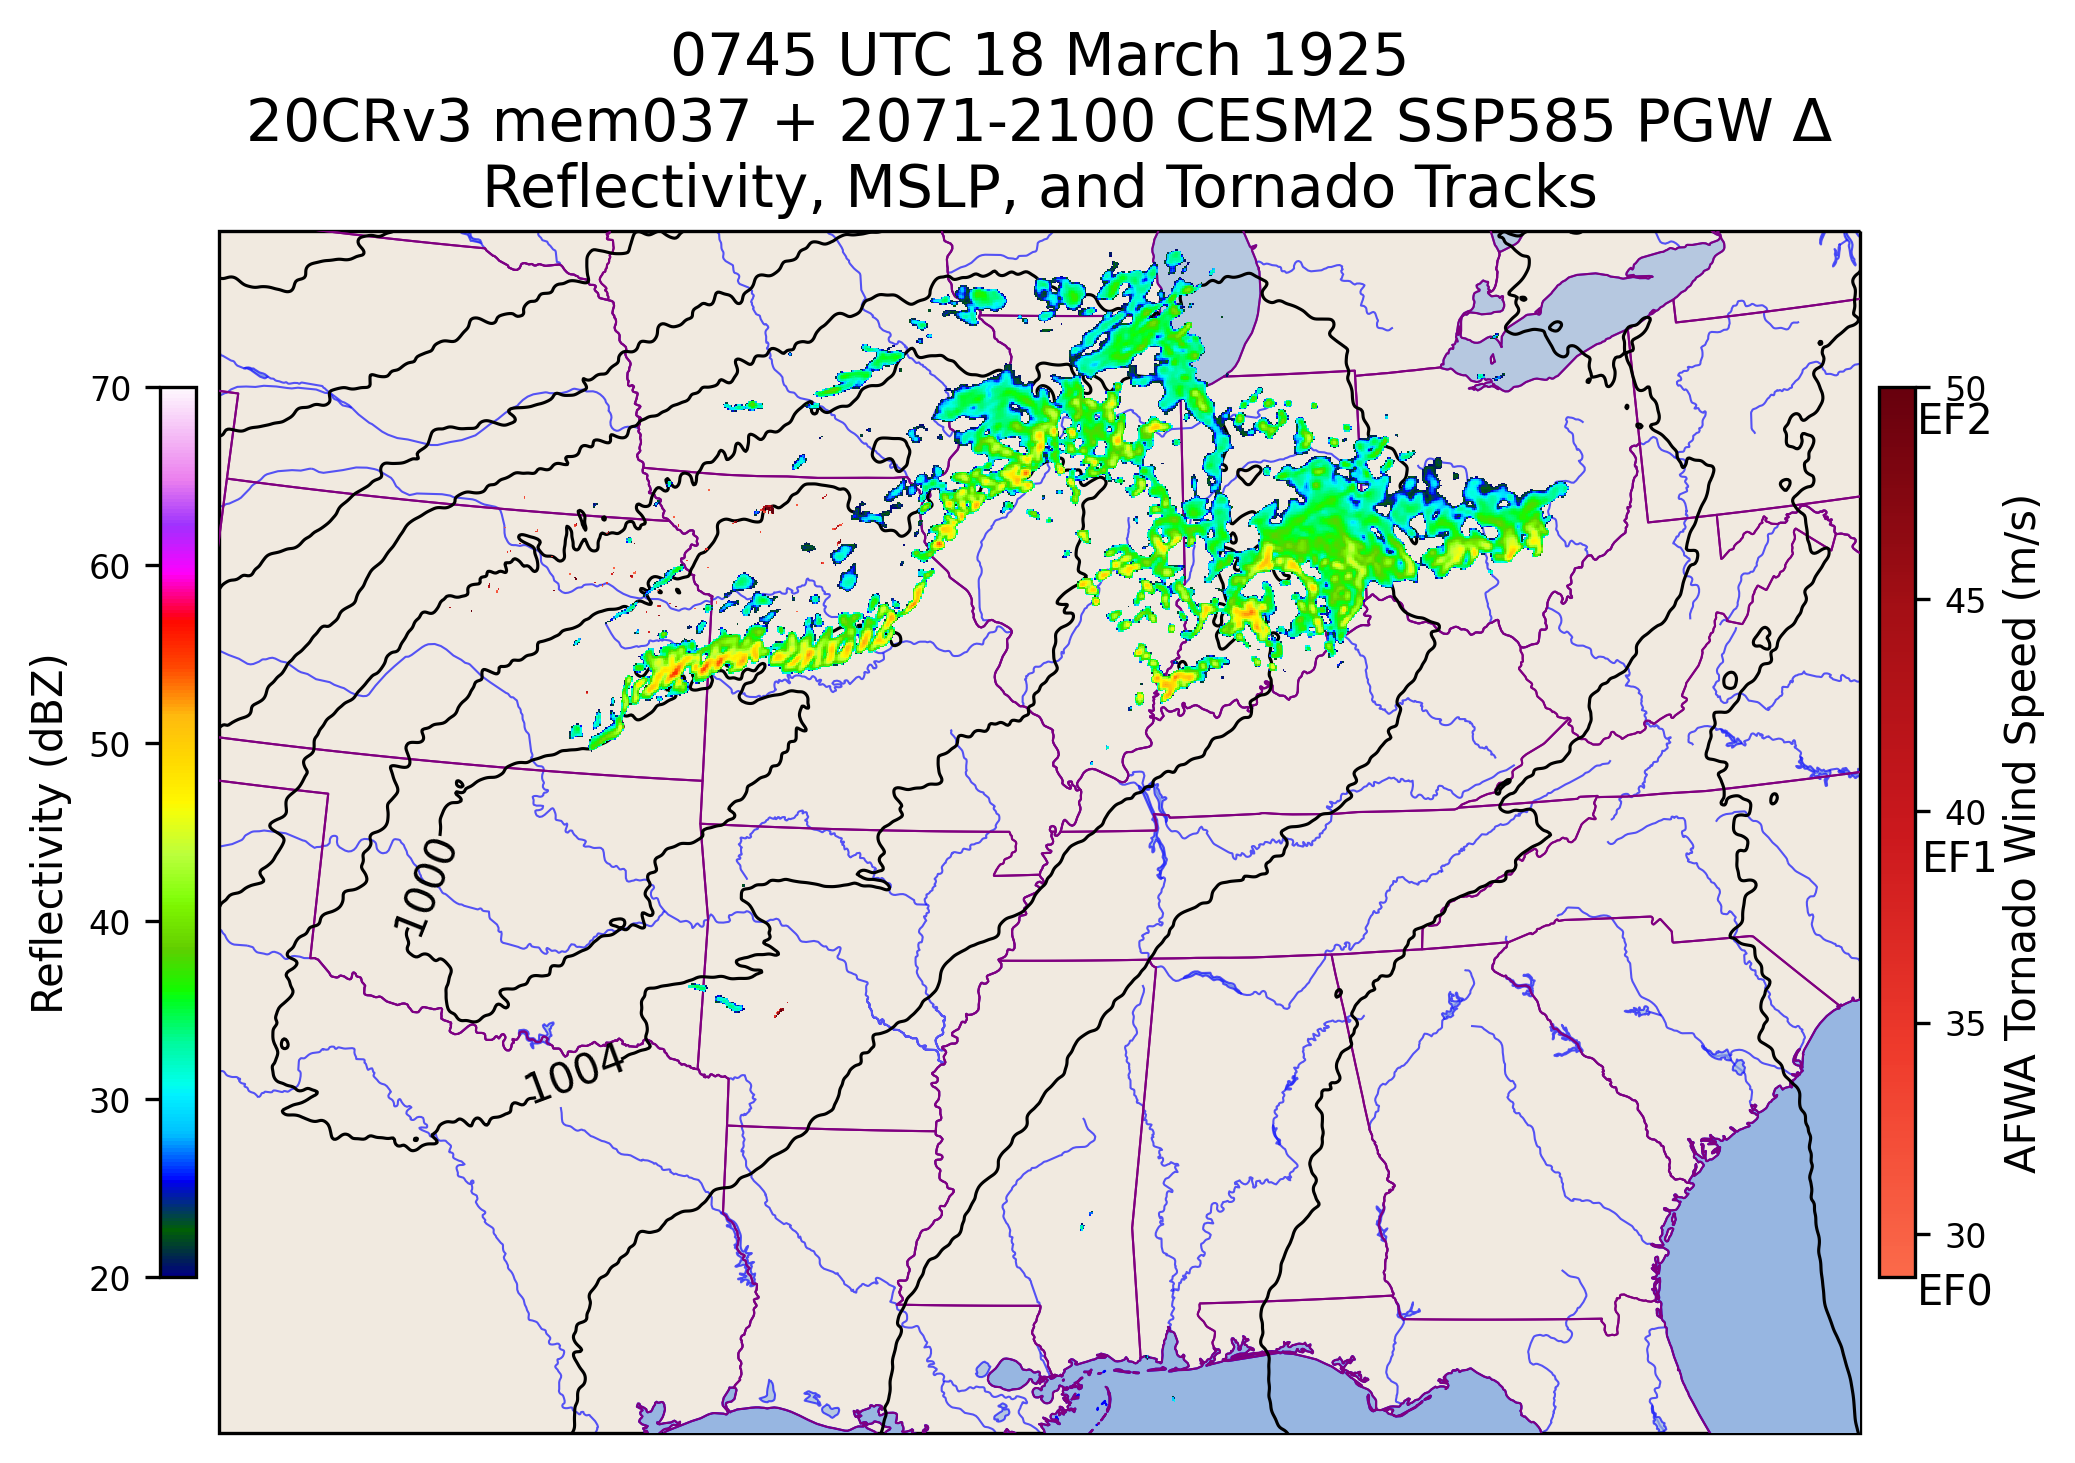 0745 UTC 18 March 1925
20CRv3 mem037 + 2071-2100 CESM2 SSP585 PGW Δ
Reflectivity, MSLP, and Tornado Tracks
70
60
50
40
30
20
Reflectivity (dBZ)
1000
1004
50
EF2
45
40
EF1
35
30
EF0
AFWA Tornado Wind Speed (m/s)